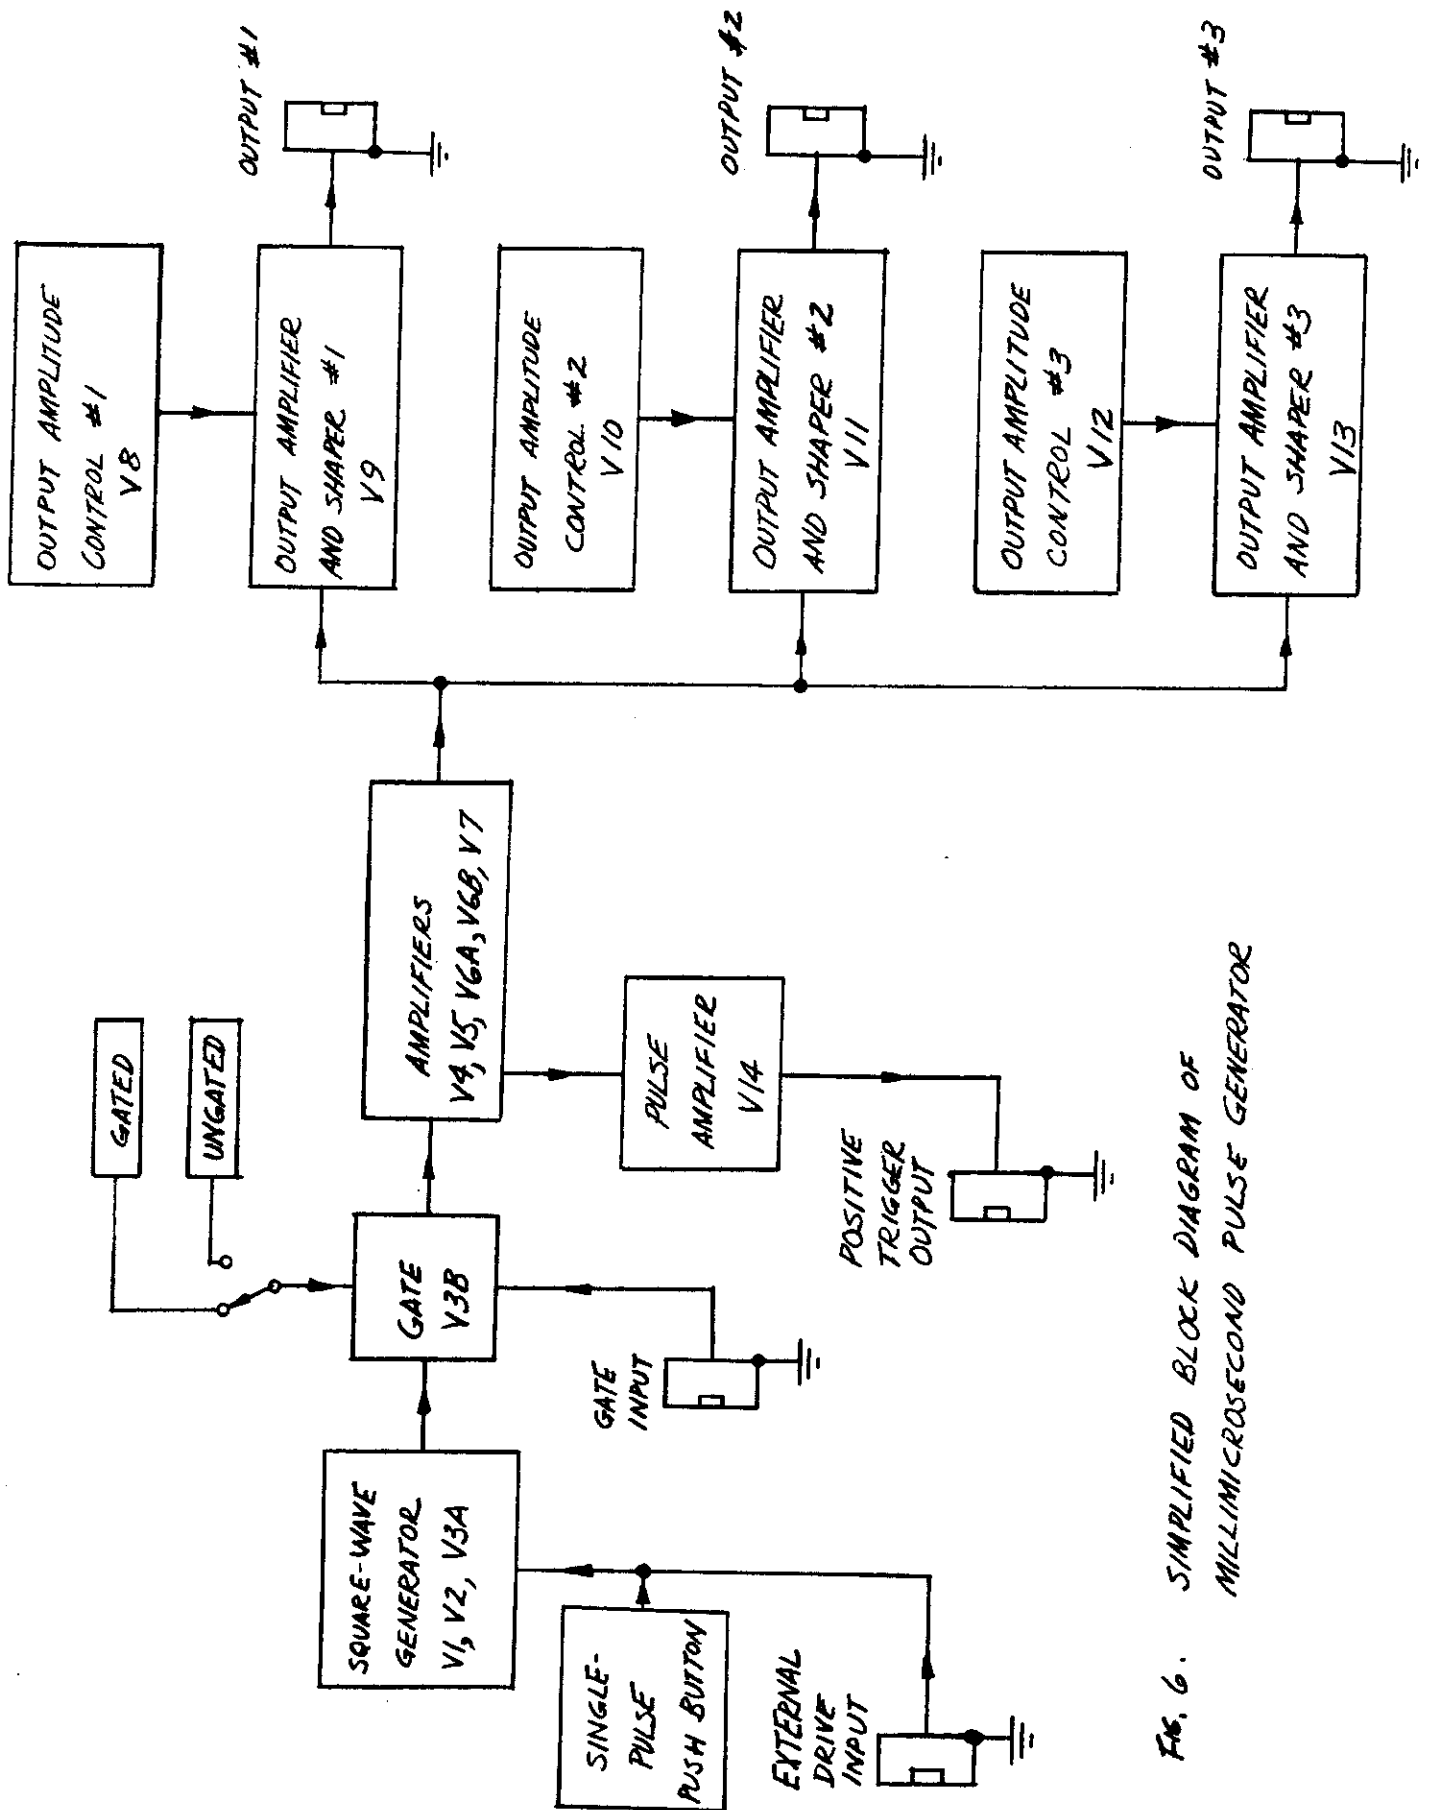 SQUARE-WAVE
GENERATOR
V1, V2, V3A
SINGLE-
PULSE
PUSH BUTTON
EXTERNAL
DRIVE
INPUT
GATED
UNGATED
GATE
V3B
GATE
INPUT
AMPLIFIERS
V4, V5, V6A, V6B, V7
PULSE
AMPLIFIER
V14
POSITIVE
TRIGGER
OUTPUT
OUTPUT AMPLITUDE
CONTROL #1
V8
OUTPUT AMPLIFIER
AND SHAPER #1
V9
OUTPUT #1
OUTPUT AMPLITUDE
CONTROL #2
V10
OUTPUT AMPLIFIER
AND SHAPER #2
V11
OUTPUT #2
OUTPUT AMPLITUDE
CONTROL #3
V12
OUTPUT AMPLIFIER
AND SHAPER #3
V13
OUTPUT #3
FIG. 6. SIMPLIFIED BLOCK DIAGRAM OF
MILLIMICROSECOND PULSE GENERATOR